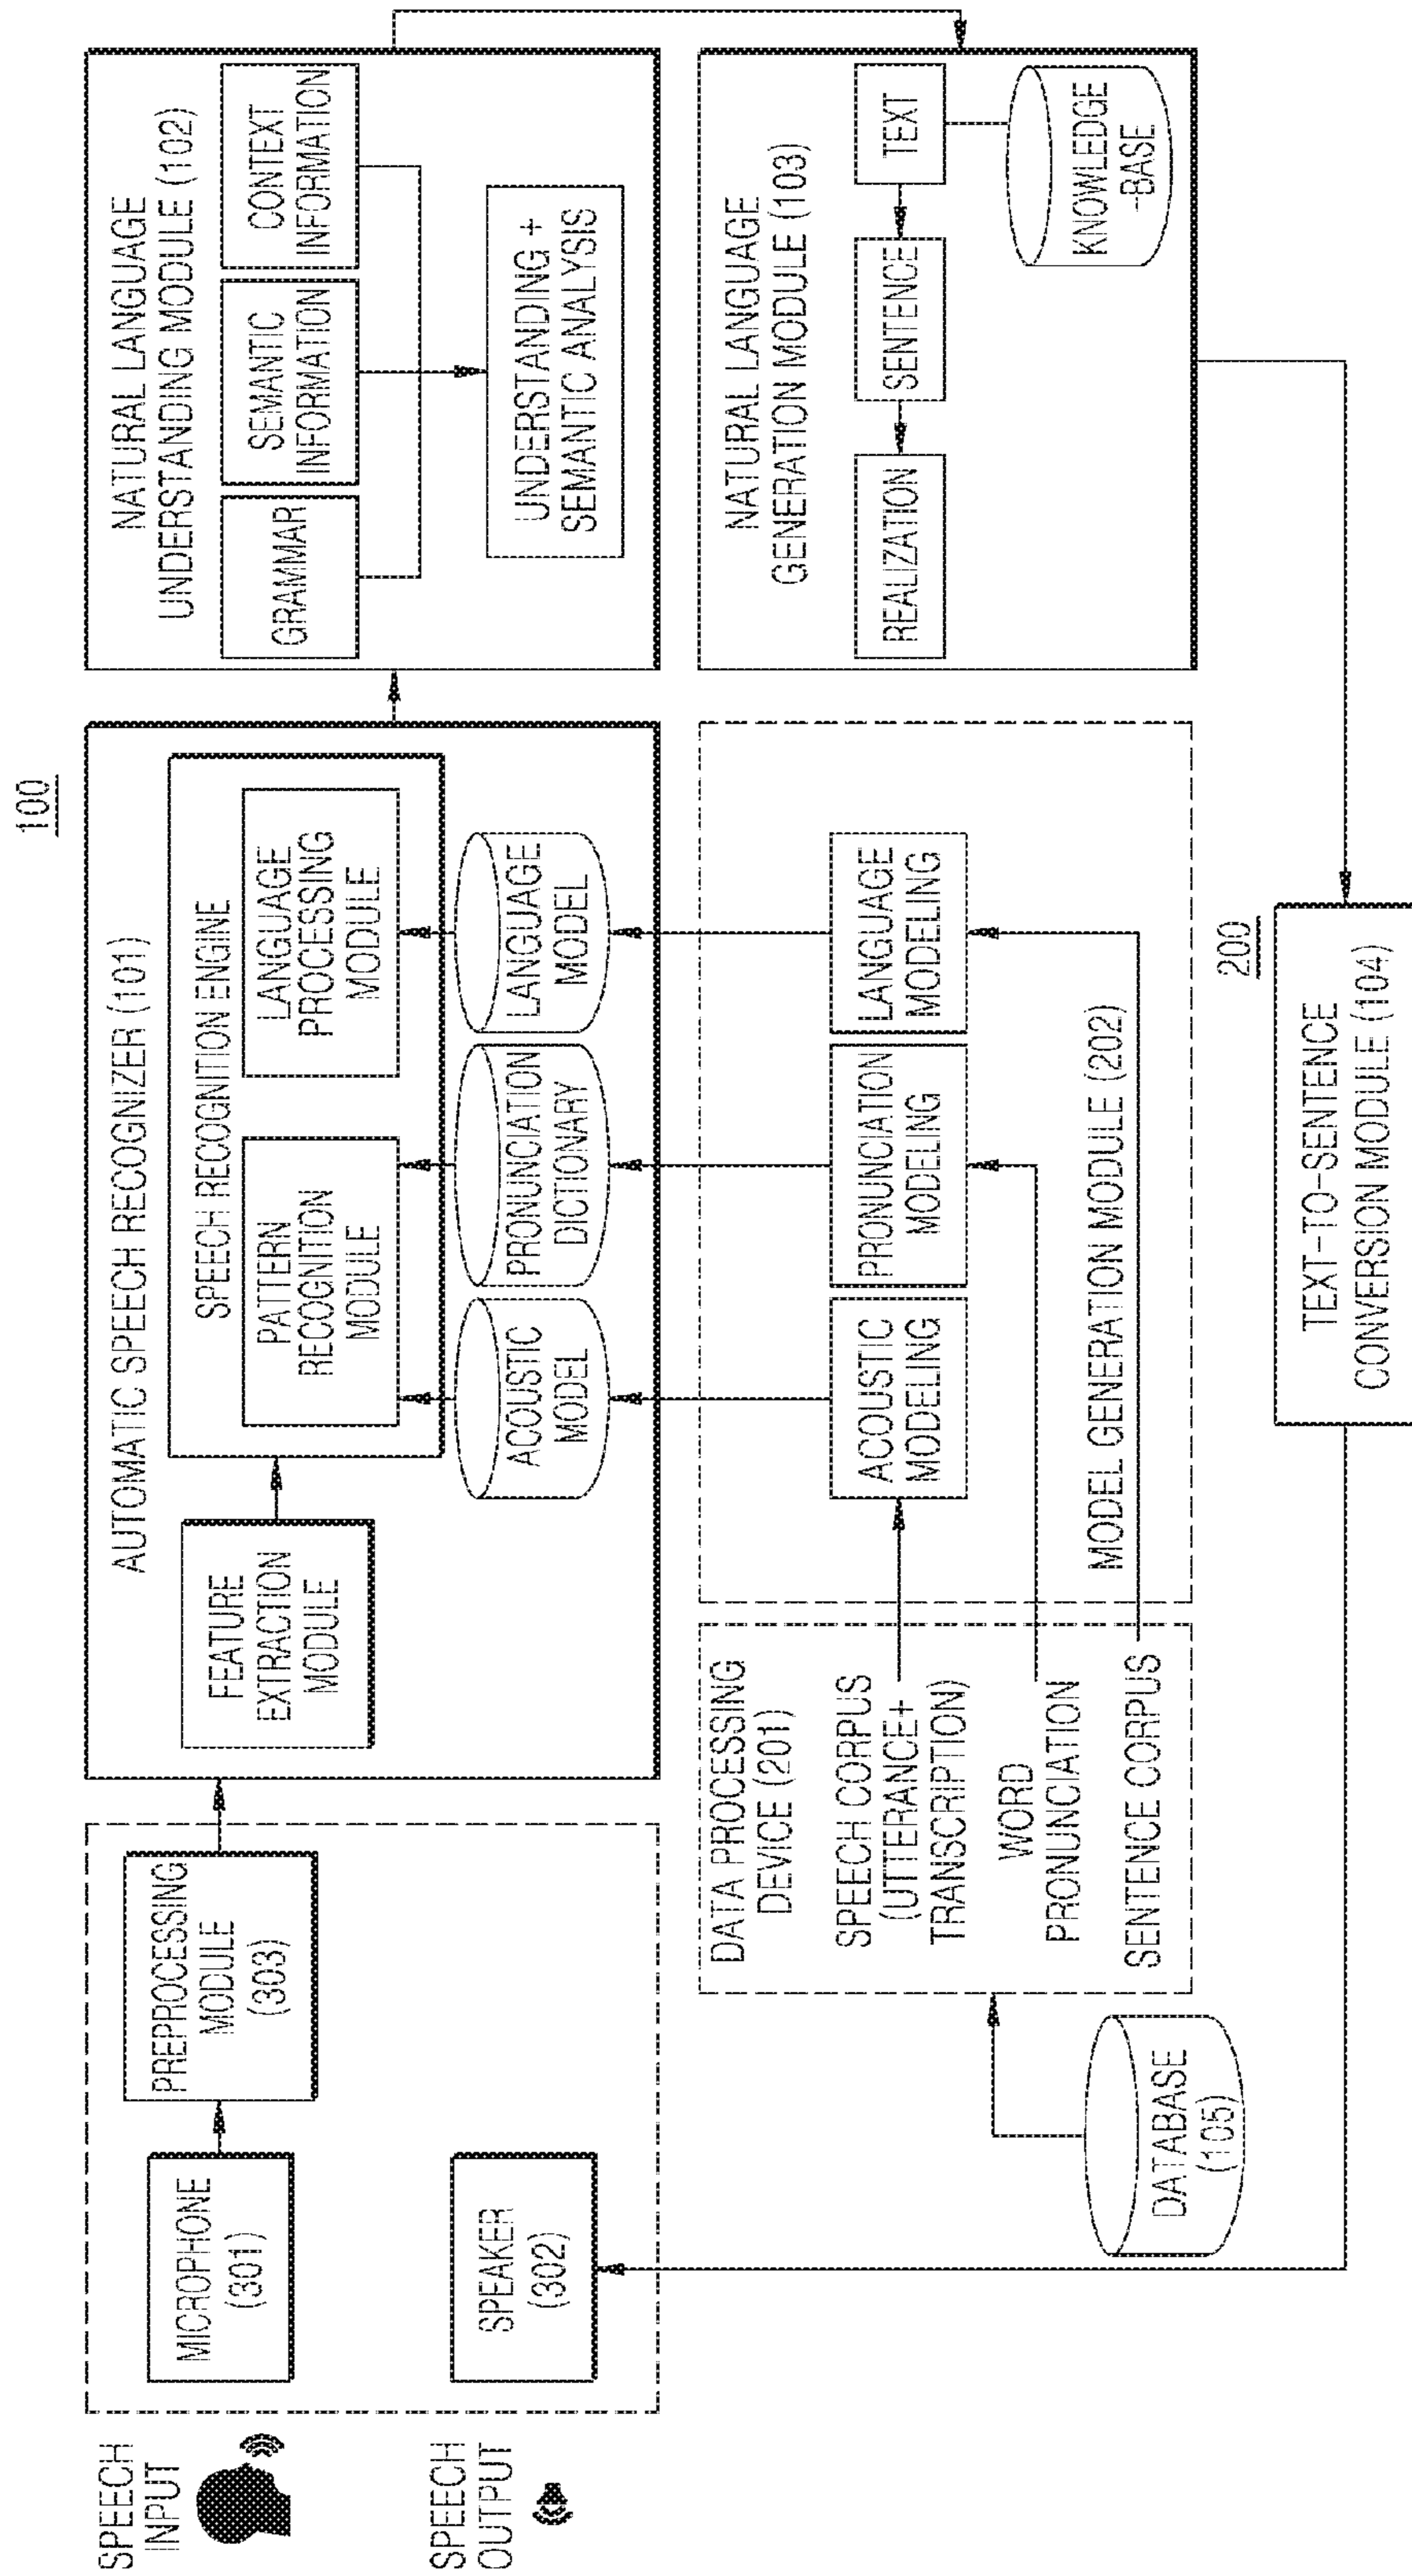 100
SPEECH
INPUT
MICROPHONE
(301)
PREPROCESSING
MODULE
(303)
SPEECH
OUTPUT
SPEAKER
(302)
AUTOMATIC SPEECH RECOGNIZER (101)
FEATURE
EXTRACTION
MODULE
SPEECH RECOGNITION ENGINE
PATTERN
RECOGNITION
MODULE
LANGUAGE
PROCESSING
MODULE
ACOUSTIC
MODEL
PRONUNCIATION
DICTIONARY
LANGUAGE
MODEL
NATURAL LANGUAGE
UNDERSTANDING MODULE (102)
GRAMMAR
SEMANTIC
INFORMATION
CONTEXT
INFORMATION
UNDERSTANDING +
SEMANTIC ANALYSIS
DATABASE
(105)
DATA PROCESSING
DEVICE (201)
SPEECH CORPUS
(UTTERANCE+
TRANSCRIPTION)
WORD
PRONUNCIATION
SENTENCE CORPUS
ACOUSTIC
MODELING
PRONUNCIATION
MODELING
LANGUAGE
MODELING
MODEL GENERATION MODULE (202)
NATURAL LANGUAGE
GENERATION MODULE (103)
REALIZATION
SENTENCE
TEXT
KNOWLEDGE
-BASE
200
TEXT-TO-SENTENCE
CONVERSION MODULE (104)